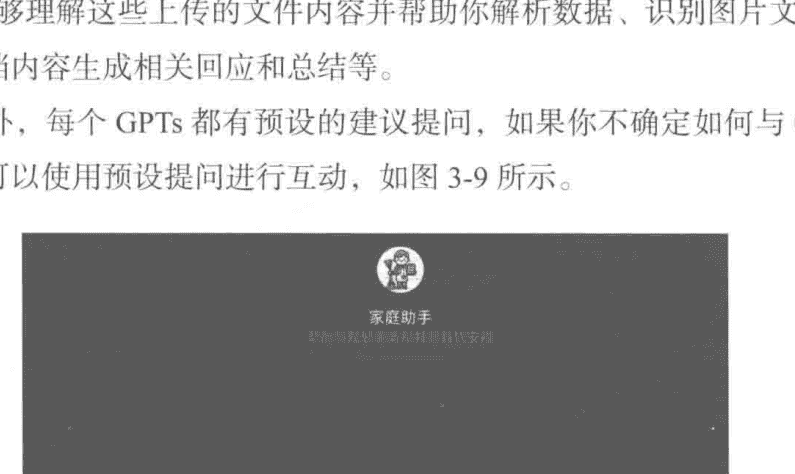 够理解这些上传的文件内容并帮助你解析数据、识别图片文
当内容生成相关回应和总结等。
外，每个 GPTs 都有预设的建议提问，如果你不确定如何与
可以使用预设提问进行互动，如图 3-9 所示。
家庭助手